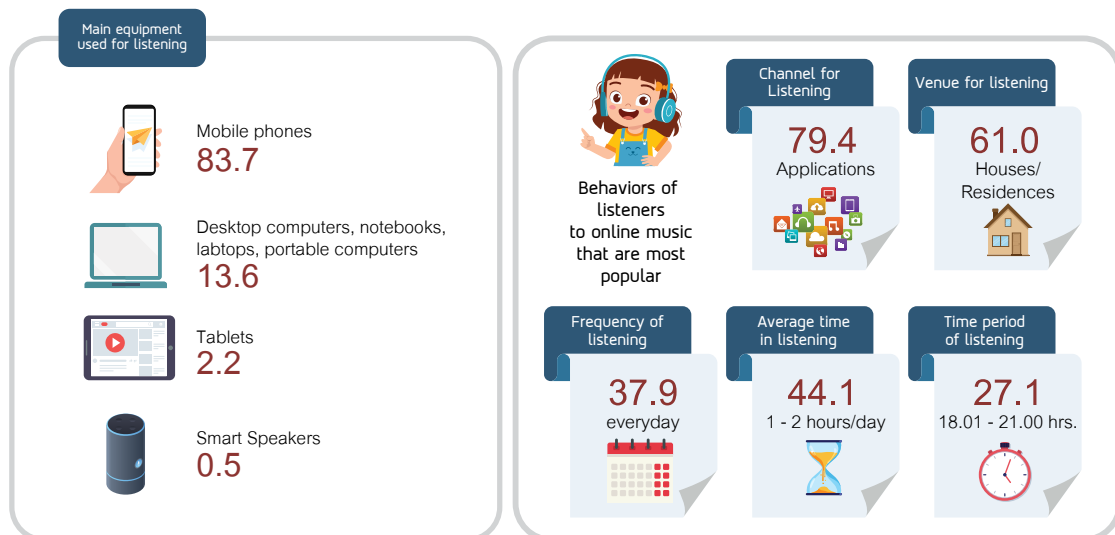 Main equipment
used for listening
Mobile phones
83.7
Desktop computers, notebooks,
labtops, portable computers
13.6
Tablets
2.2
Smart Speakers
0.5
Behaviors of
listeners
to online music
that are most
popular
Channel for
Listening
79.4
Applications
Venue for listening
61.0
Houses/
Residences
Frequency of
listening
37.9
everyday
Average time
in listening
44.1
1 - 2 hours/day
Time period
of listening
27.1
18.01 - 21.00 hrs.